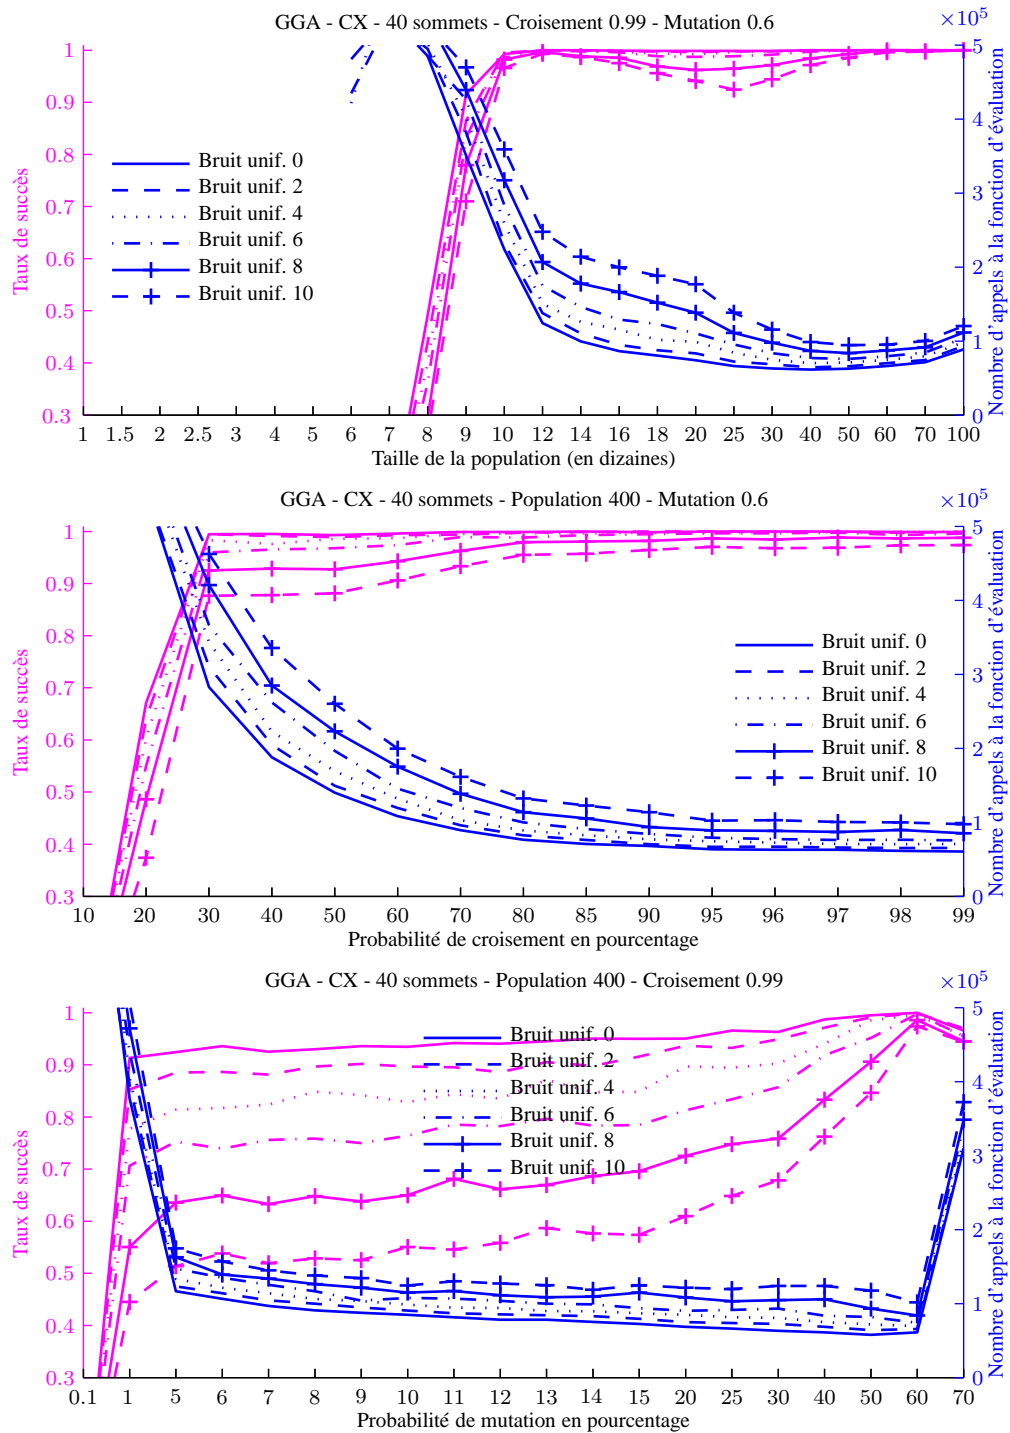 GGA - CX - 40 sommets - Croisement 0.99 - Mutation 0.6
×10⁵
1
0.9
0.8
0.7
0.6
0.5
0.4
0.3
Taux de succès
Bruit unif. 0
Bruit unif. 2
Bruit unif. 4
Bruit unif. 6
Bruit unif. 8
Bruit unif. 10
5
4
3
2
1
0
Nombre d'appels à la fonction d'évaluation
1 1.5 2 2.5 3 4 5 6 7 8 9 10 12 14 16 18 20 25 30 40 50 60 70 100
Taille de la population (en dizaines)
GGA - CX - 40 sommets - Population 400 - Mutation 0.6
×10⁵
1
0.9
0.8
0.7
0.6
0.5
0.4
0.3
Taux de succès
Bruit unif. 0
Bruit unif. 2
Bruit unif. 4
Bruit unif. 6
Bruit unif. 8
Bruit unif. 10
5
4
3
2
1
0
Nombre d'appels à la fonction d'évaluation
10 20 30 40 50 60 70 80 85 90 95 96 97 98 99
Probabilité de croisement en pourcentage
GGA - CX - 40 sommets - Population 400 - Croisement 0.99
×10⁵
1
0.9
0.8
0.7
0.6
0.5
0.4
0.3
Taux de succès
Bruit unif. 0
Bruit unif. 2
Bruit unif. 4
Bruit unif. 6
Bruit unif. 8
Bruit unif. 10
5
4
3
2
1
0
Nombre d'appels à la fonction d'évaluation
0.1 1 5 6 7 8 9 10 11 12 13 14 15 20 25 30 40 50 60 70
Probabilité de mutation en pourcentage